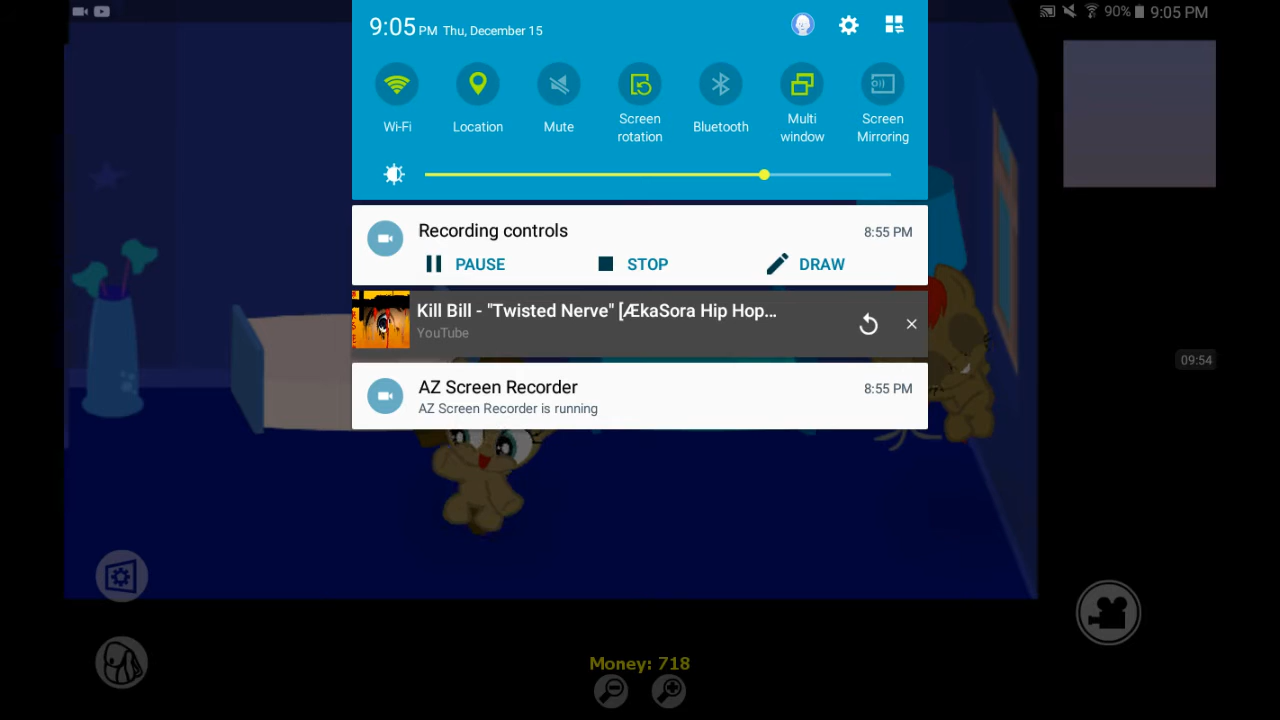 9:05 PM Thu, December 15
90% 9:05 PM
Wi-Fi
Location
Mute
Screen
rotation
Bluetooth
Multi
window
Screen
Mirroring
Recording controls 8:55 PM
PAUSE STOP DRAW
Kill Bill - "Twisted Nerve" [ÆkaSora Hip Hop...
YouTube
09:54
AZ Screen Recorder 8:55 PM
AZ Screen Recorder is running
Money: 718